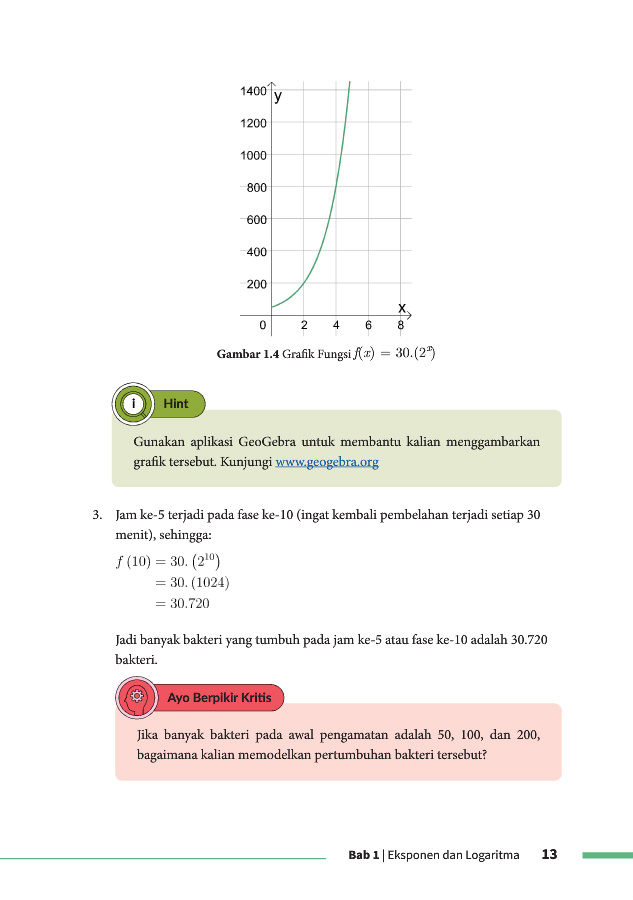 1400
y
1200
1000
800
600
400
200
x
0 2 4 6 8
Gambar 1.4 Grafik Fungsi f(x) = 30.(2ˣ)
i Hint
Gunakan aplikasi GeoGebra untuk membantu kalian menggambarkan
grafik tersebut. Kunjungi www.geogebra.org
3. Jam ke-5 terjadi pada fase ke-10 (ingat kembali pembelahan terjadi setiap 30
menit), sehingga:
f (10) = 30. (2¹⁰)
= 30. (1024)
= 30.720
Jadi banyak bakteri yang tumbuh pada jam ke-5 atau fase ke-10 adalah 30.720
bakteri.
Ayo Berpikir Kritis
Jika banyak bakteri pada awal pengamatan adalah 50, 100, dan 200,
bagaimana kalian memodelkan pertumbuhan bakteri tersebut?
Bab 1 | Eksponen dan Logaritma 13